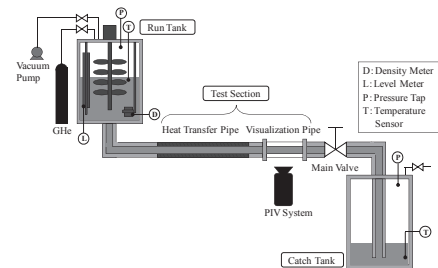 P
Run Tank
T
Vacuum
Pump
D
GHe
L
Test Section
Heat Transfer Pipe
Visualization Pipe
D: Density Meter
L: Level Meter
P: Pressure Tap
T: Temperature
Sensor
Main Valve
P
PIV System
T
Catch Tank